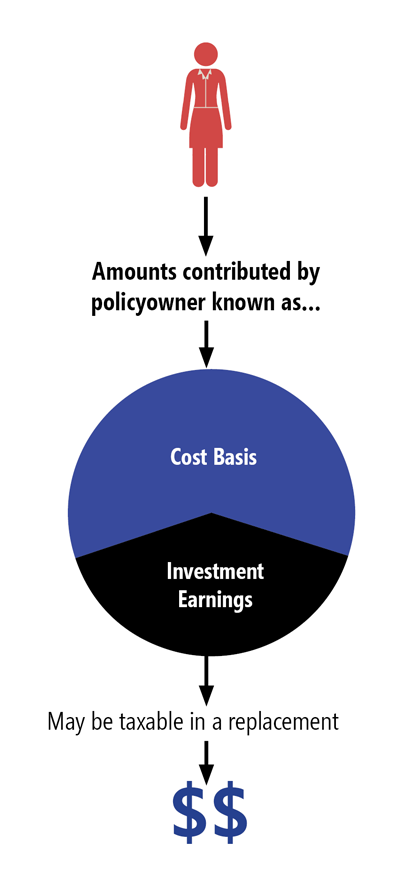 Amounts contributed by
policyowner known as...
Cost Basis
Investment
Earnings
May be taxable in a replacement
$$